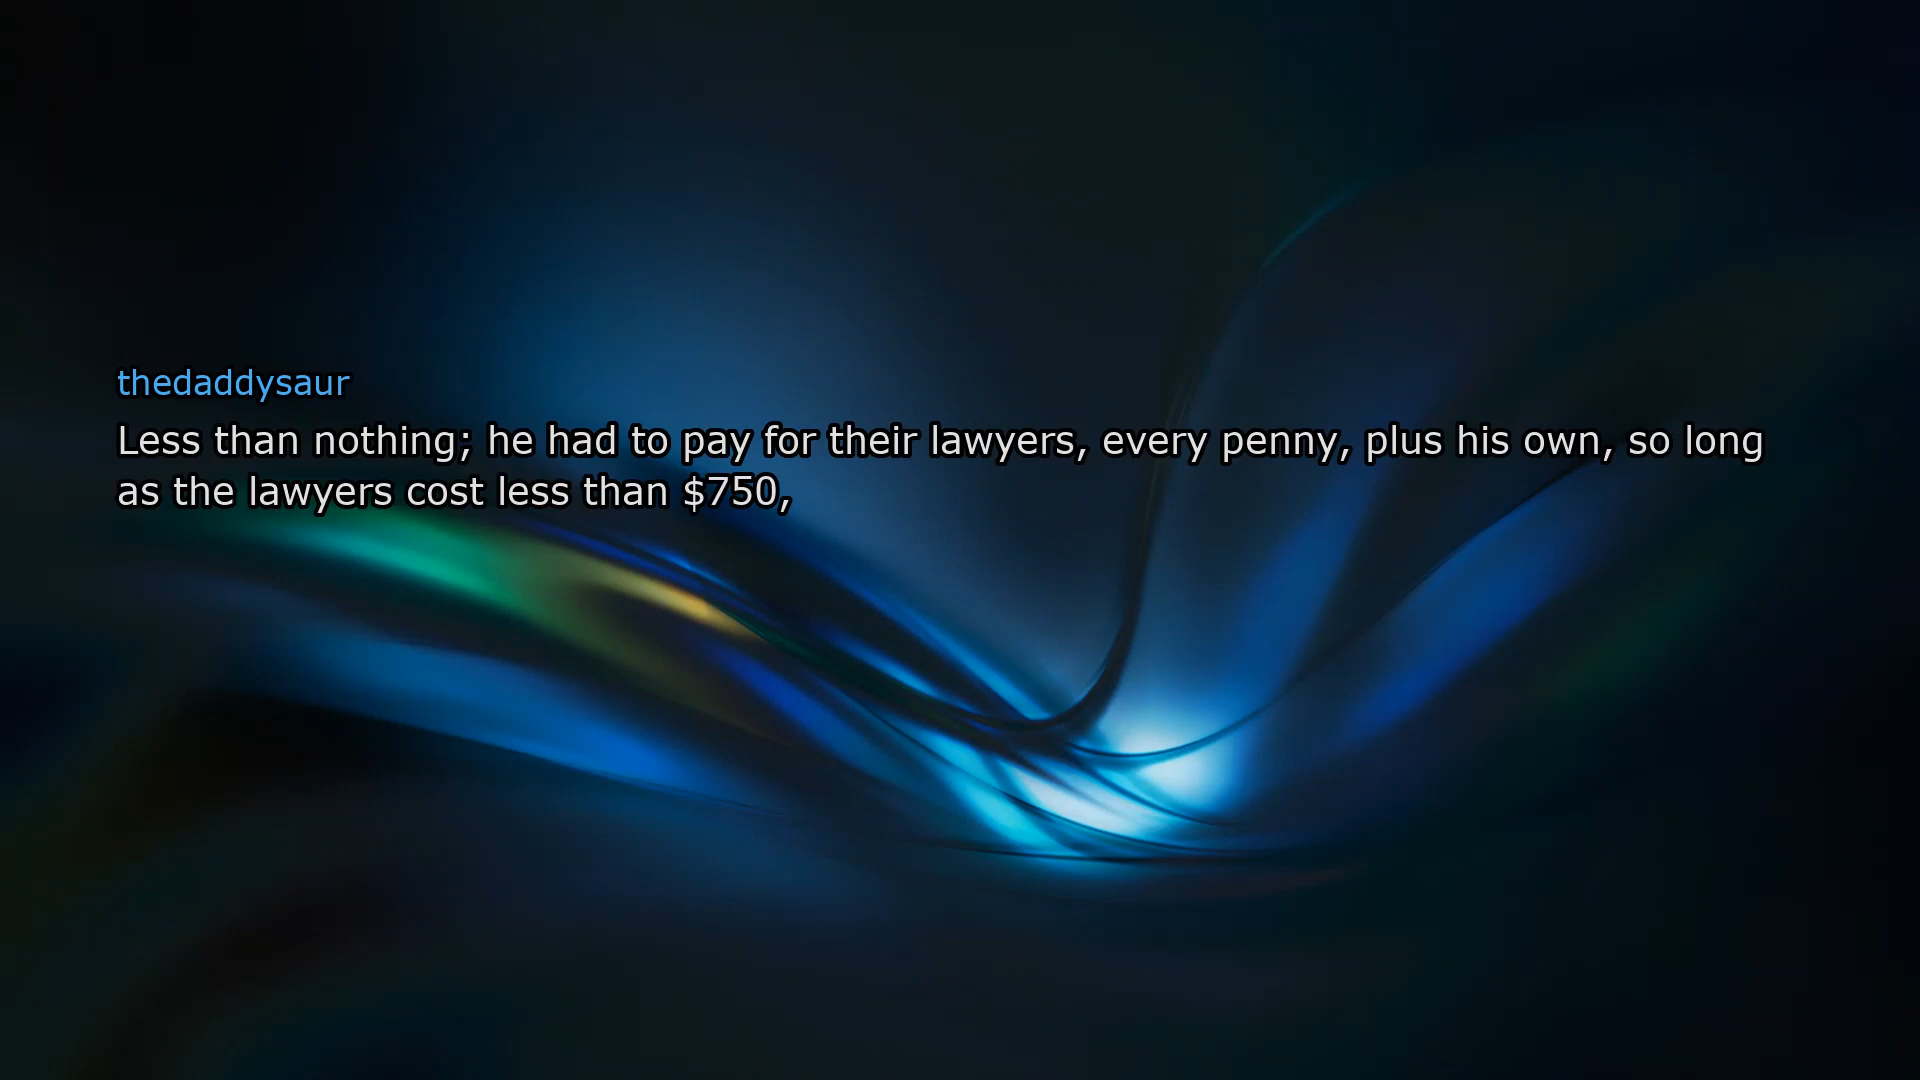 thedaddysaur
Less than nothing; he had to pay for their lawyers, every penny, plus his own, so long
as the lawyers cost less than $750,